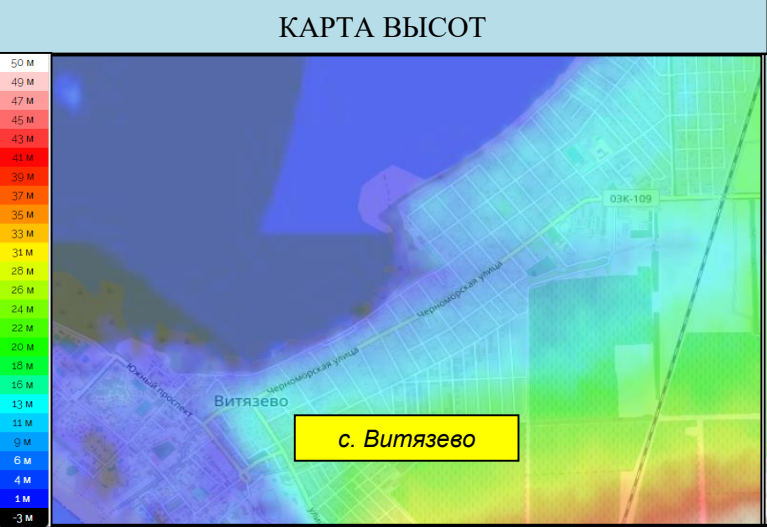 КАРТА ВЫСОТ
50 м
49 м
47 м
45 м
43 м
41 м
39 м
37 м
35 м
33 м
31 м
28 м
26 м
24 м
22 м
20 м
18 м
16 м
13 м
11 м
9 м
6 м
4 м
1 м
-3 м
03К-109
Черноморская улица
Черноморская улица
Южный проспект
Витязево
с. Витязево